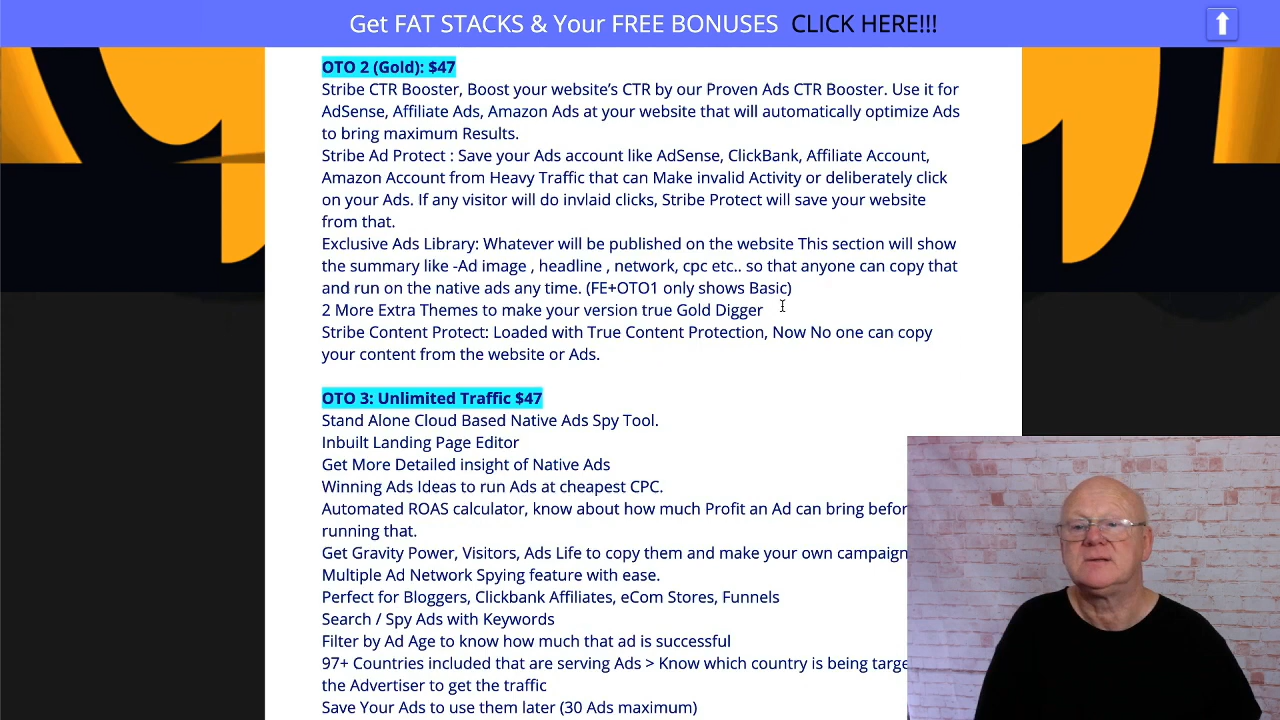 Get FAT STACKS & Your FREE BONUSES CLICK HERE!!!
OTO 2 (Gold): $47
Stribe CTR Booster, Boost your website's CTR by our Proven Ads CTR Booster. Use it for
AdSense, Affiliate Ads, Amazon Ads at your website that will automatically optimize Ads
to bring maximum Results.
Stribe Ad Protect : Save your Ads account like AdSense, ClickBank, Affiliate Account,
Amazon Account from Heavy Traffic that can Make invalid Activity or deliberately click
on your Ads. If any visitor will do invlaid clicks, Stribe Protect will save your website
from that.
Exclusive Ads Library: Whatever will be published on the website This section will show
the summary like -Ad image , headline , network, cpc etc.. so that anyone can copy that
and run on the native ads any time. (FE+OTO1 only shows Basic)
2 More Extra Themes to make your version true Gold Digger
Stribe Content Protect: Loaded with True Content Protection, Now No one can copy
your content from the website or Ads.
OTO 3: Unlimited Traffic $47
Stand Alone Cloud Based Native Ads Spy Tool.
Inbuilt Landing Page Editor
Get More Detailed insight of Native Ads
Winning Ads Ideas to run Ads at cheapest CPC.
Automated ROAS calculator, know about how much Profit an Ad can bring befor
running that.
Get Gravity Power, Visitors, Ads Life to copy them and make your own campaign
Multiple Ad Network Spying feature with ease.
Perfect for Bloggers, Clickbank Affiliates, eCom Stores, Funnels
Search / Spy Ads with Keywords
Filter by Ad Age to know how much that ad is successful
97+ Countries included that are serving Ads > Know which country is being targe
the Advertiser to get the traffic
Save Your Ads to use them later (30 Ads maximum)